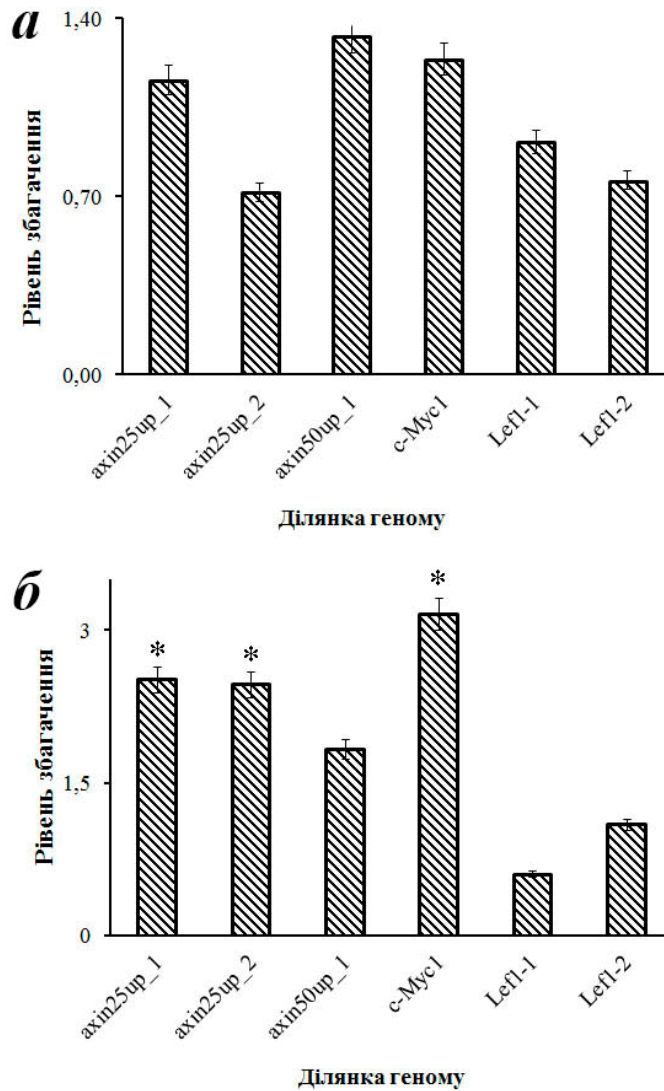 а
1,40
0,70
0,00
Рівень збагачення
axin25up_1
axin25up_2
axin50up_1
c-Myc1
Lef1-1
Lef1-2
Ділянка геному
б
3
1,5
0
Рівень збагачення
*
*
*
axin25up_1
axin25up_2
axin50up_1
c-Myc1
Lef1-1
Lef1-2
Ділянка геному